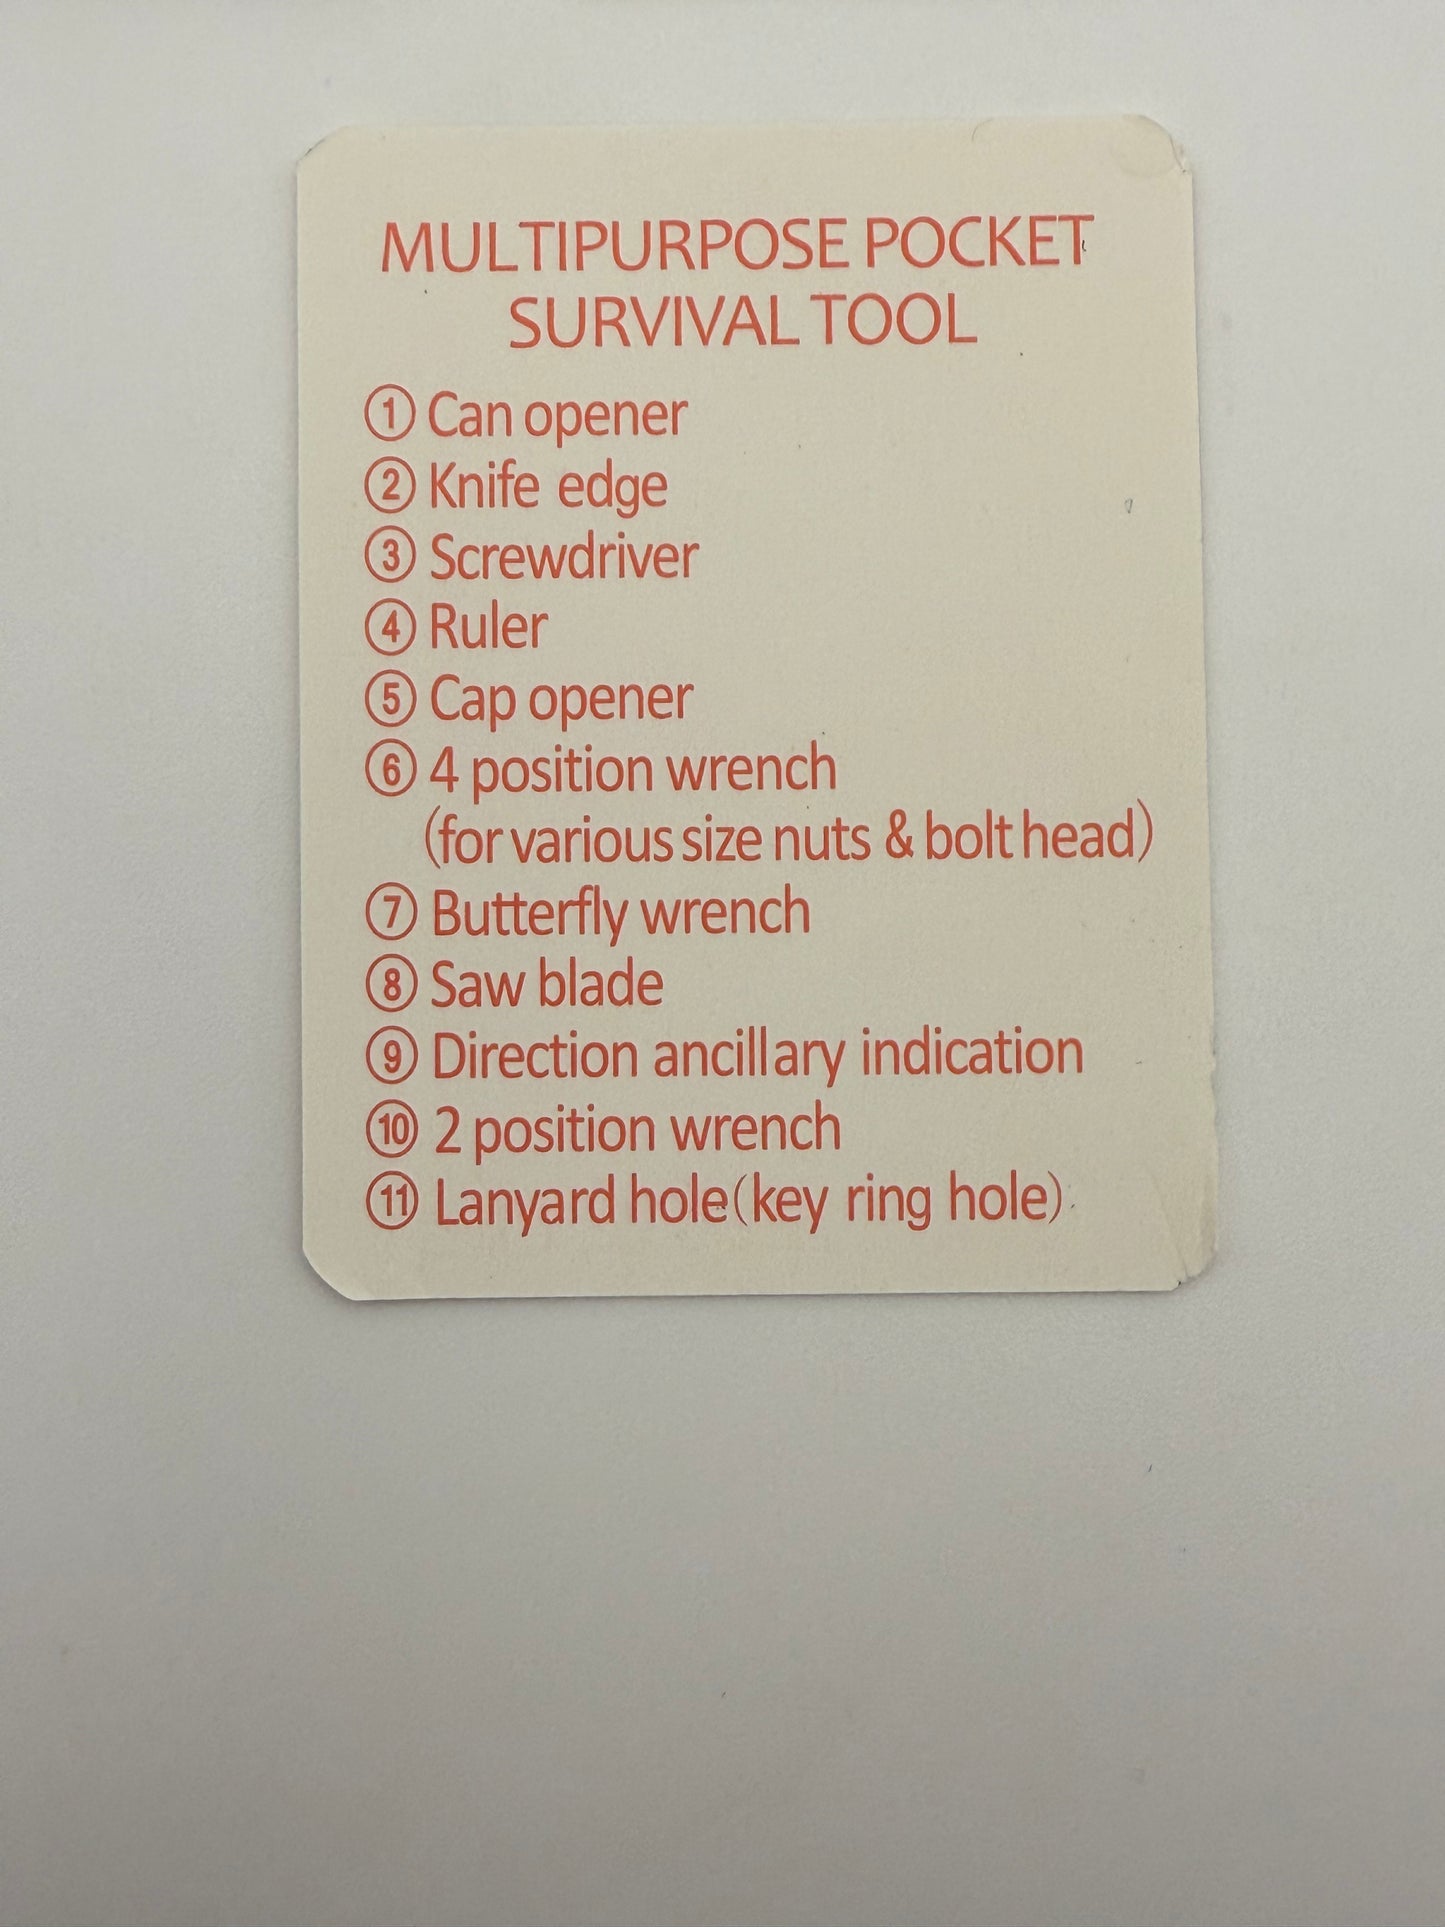 MULTIPURPOSE POCKET
SURVIVAL TOOL
① Can opener
② Knife edge
③ Screwdriver
④ Ruler
⑤ Cap opener
⑥ 4 position wrench
(for various size nuts & bolt head)
⑦ Butterfly wrench
⑧ Saw blade
⑨ Direction ancillary indication
⑩ 2 position wrench
⑪ Lanyard hole(key ring hole)